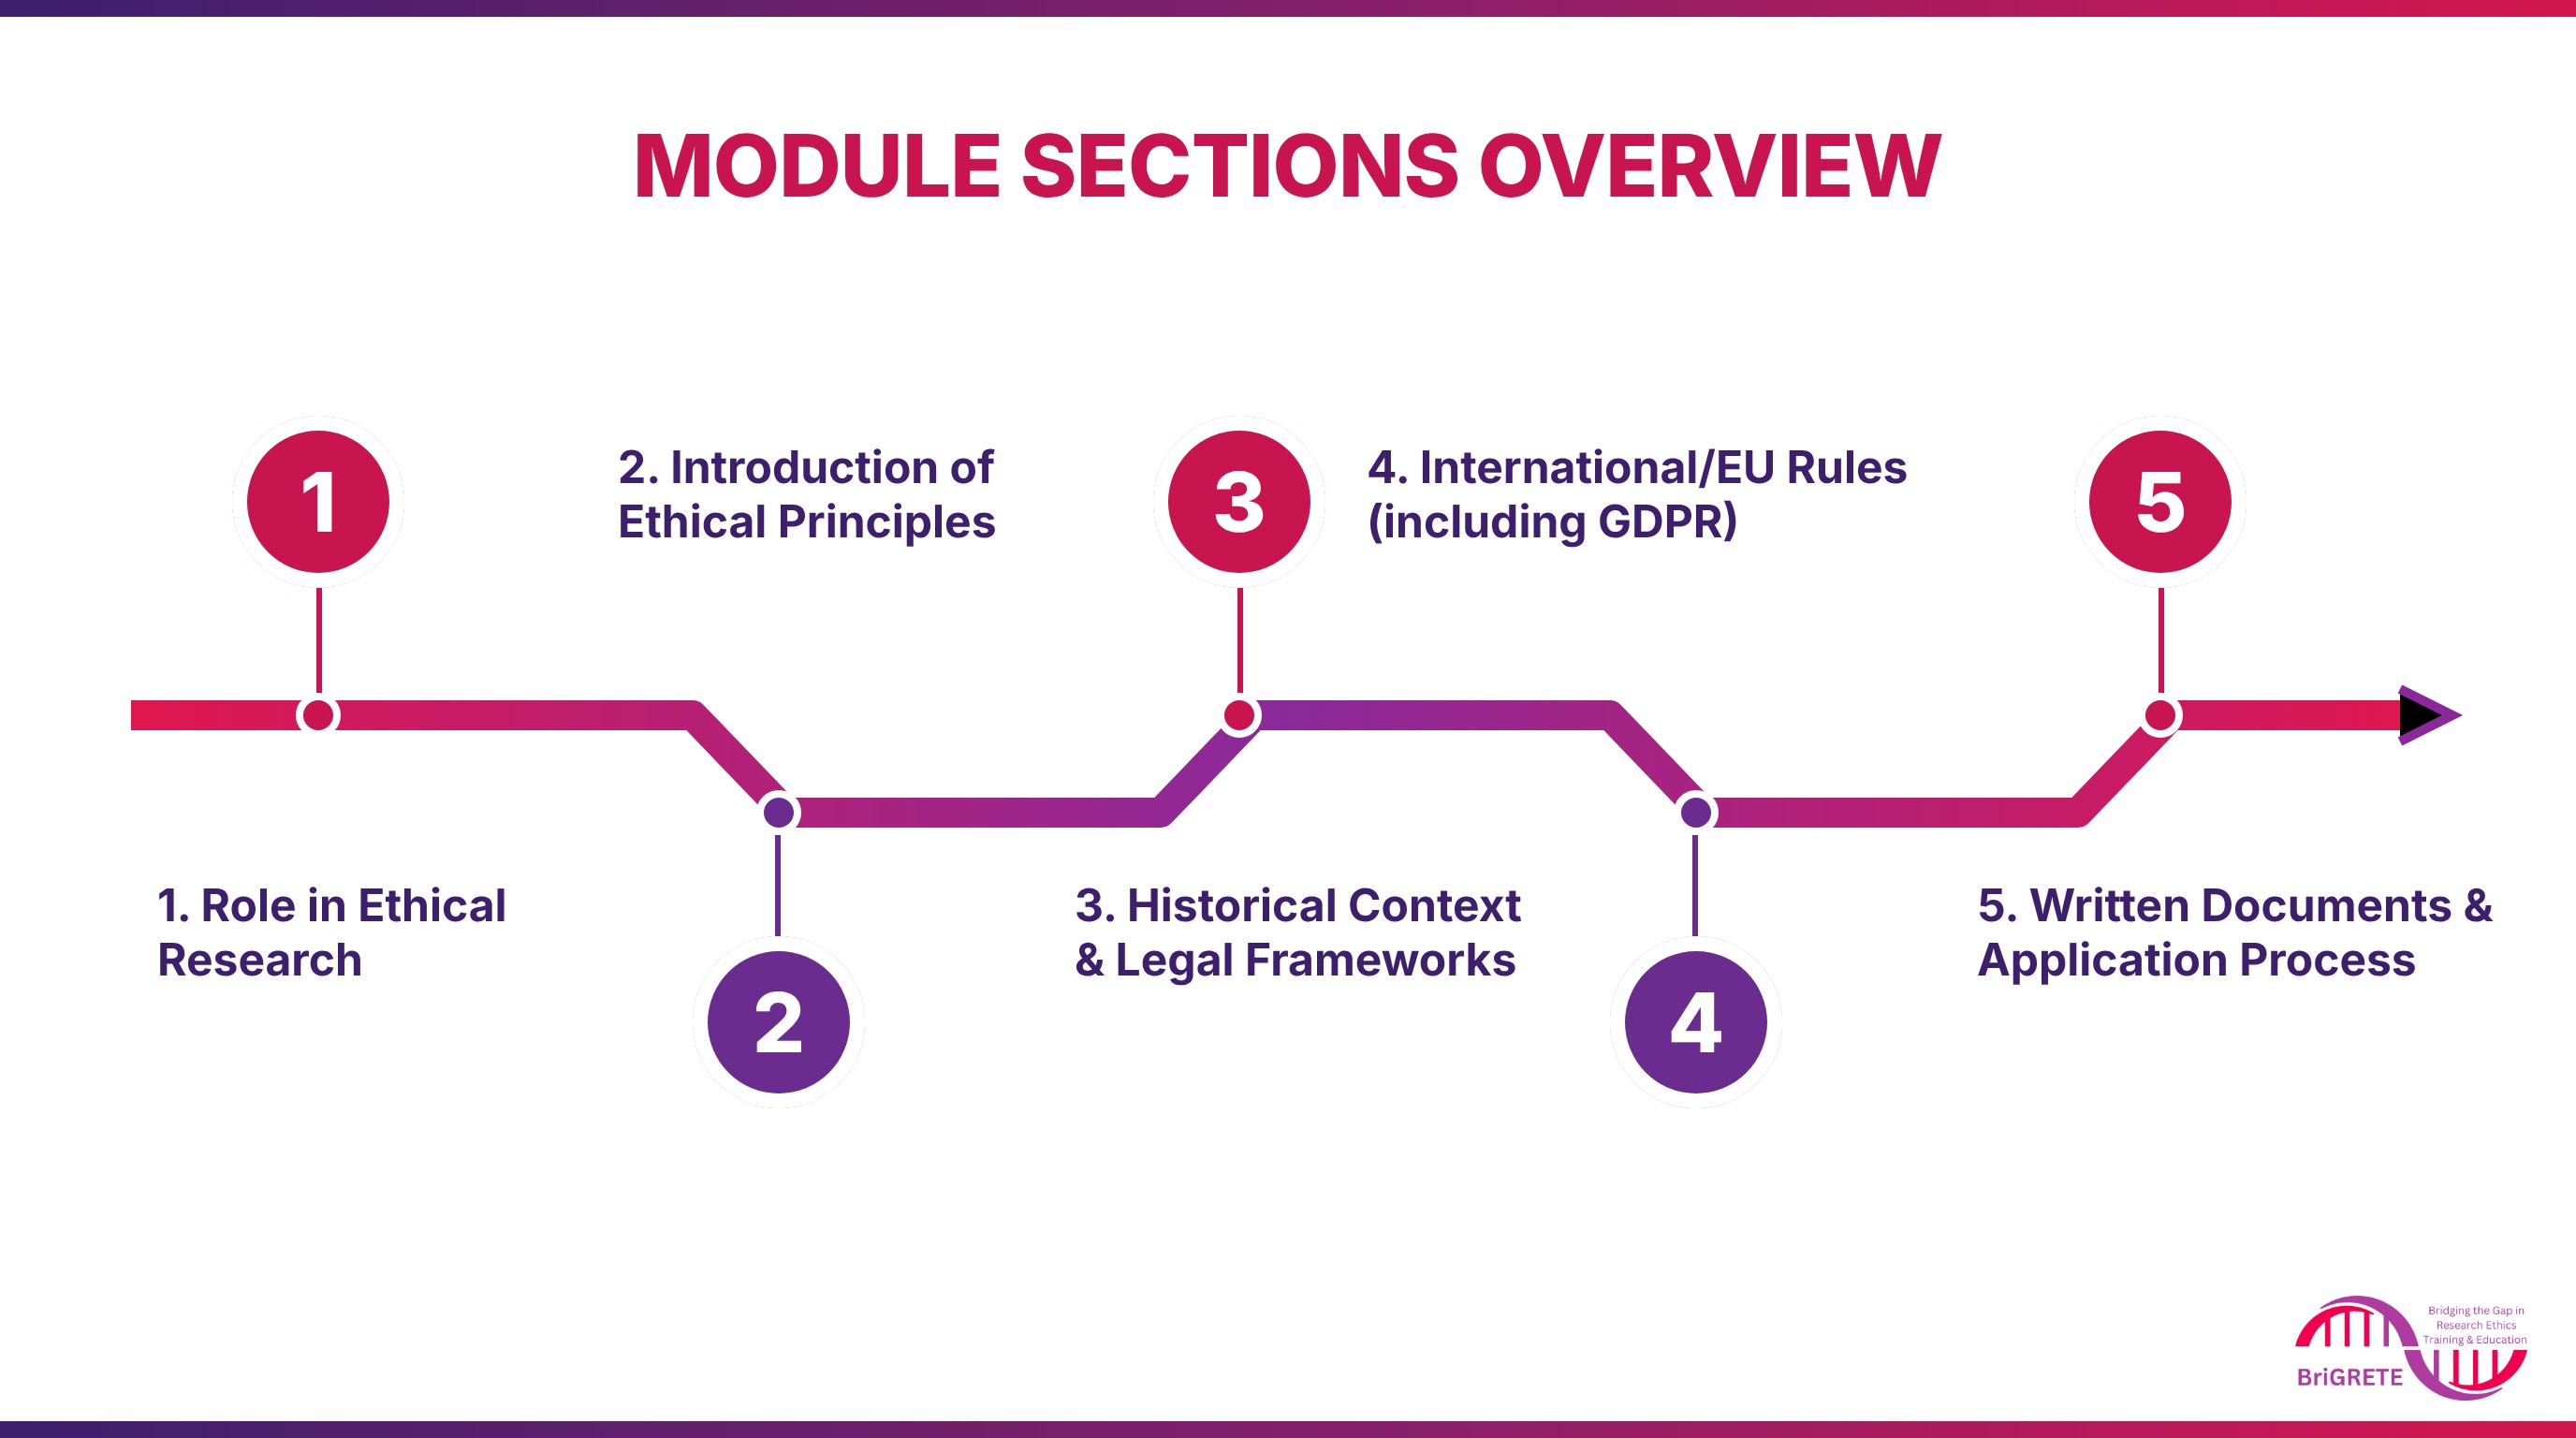 MODULE SECTIONS OVERVIEW
1
2. Introduction of
Ethical Principles
3
4. International/EU Rules
(including GDPR)
5
1. Role in Ethical
Research
2
3. Historical Context
& Legal Frameworks
4
5. Written Documents &
Application Process
Bridging the Gap in
Research Ethics
Training & Education
BriGRETE